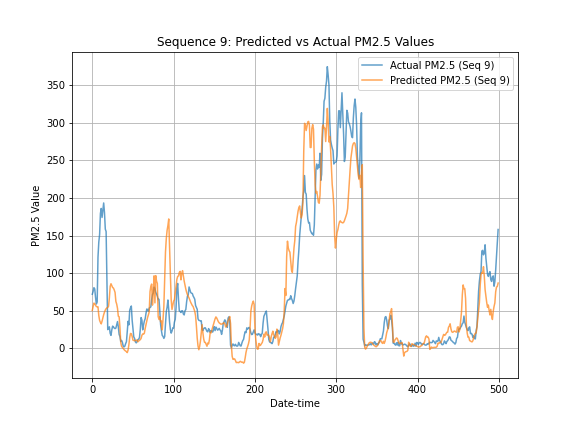 Sequence 9: Predicted vs Actual PM2.5 Values
Actual PM2.5 (Seq 9)
Predicted PM2.5 (Seq 9)
PM2.5 Value
350
300
250
200
150
100
50
0
0 100 200 300 400 500
Date-time